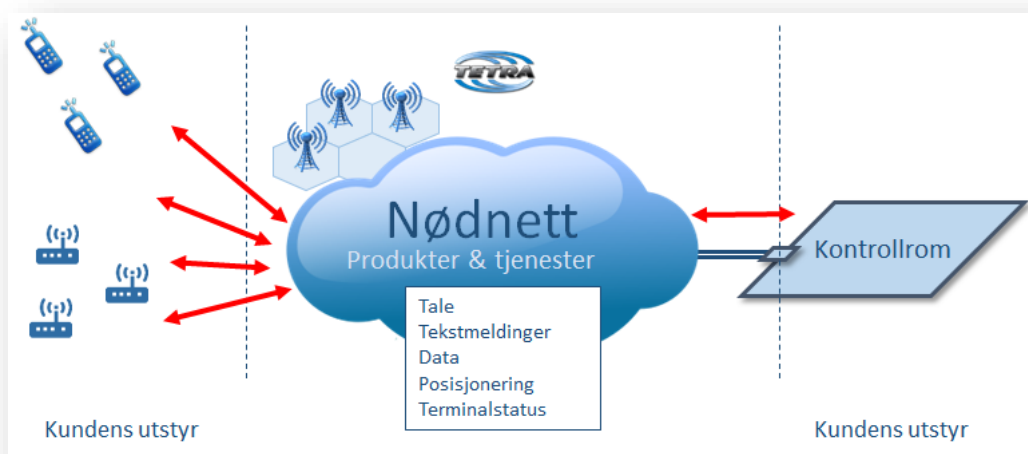 TETRA
Nødnett
Produkter & tjenester
Kontrollrom
Tale
Tekstmeldinger
Data
Posisjonering
Terminalstatus
Kundens utstyr
Kundens utstyr